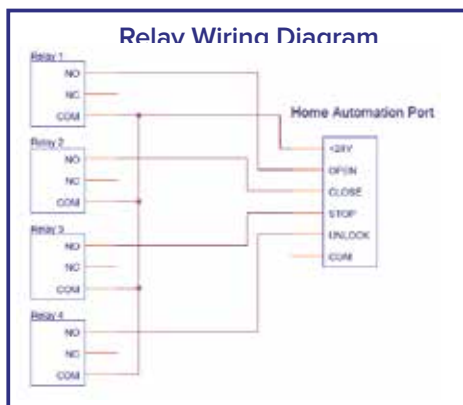 Relay Wiring Diagram
Relay 1
NO
NC
COM
Relay 2
NO
NC
COM
Relay 3
NO
NC
COM
Relay 4
NO
NC
COM
Home Automation Port
OPEN
CLOSE
STOP
UNLOCK
COM